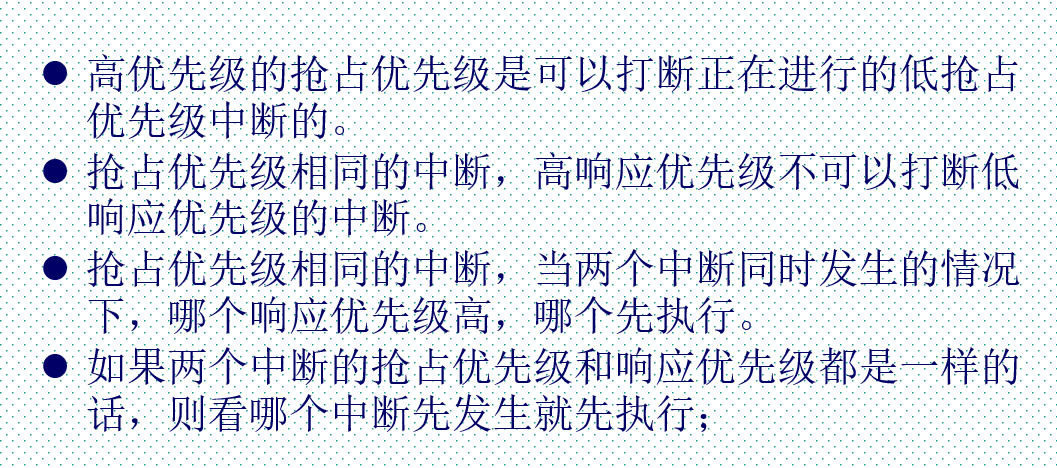 ● 高优先级的抢占优先级是可以打断正在进行的低抢占
优先级中断的。
● 抢占优先级相同的中断，高响应优先级不可以打断低
响应优先级的中断。
● 抢占优先级相同的中断，当两个中断同时发生的情况
下，哪个响应优先级高，哪个先执行。
● 如果两个中断的抢占优先级和响应优先级都是一样的
话，则看哪个中断先发生就先执行；